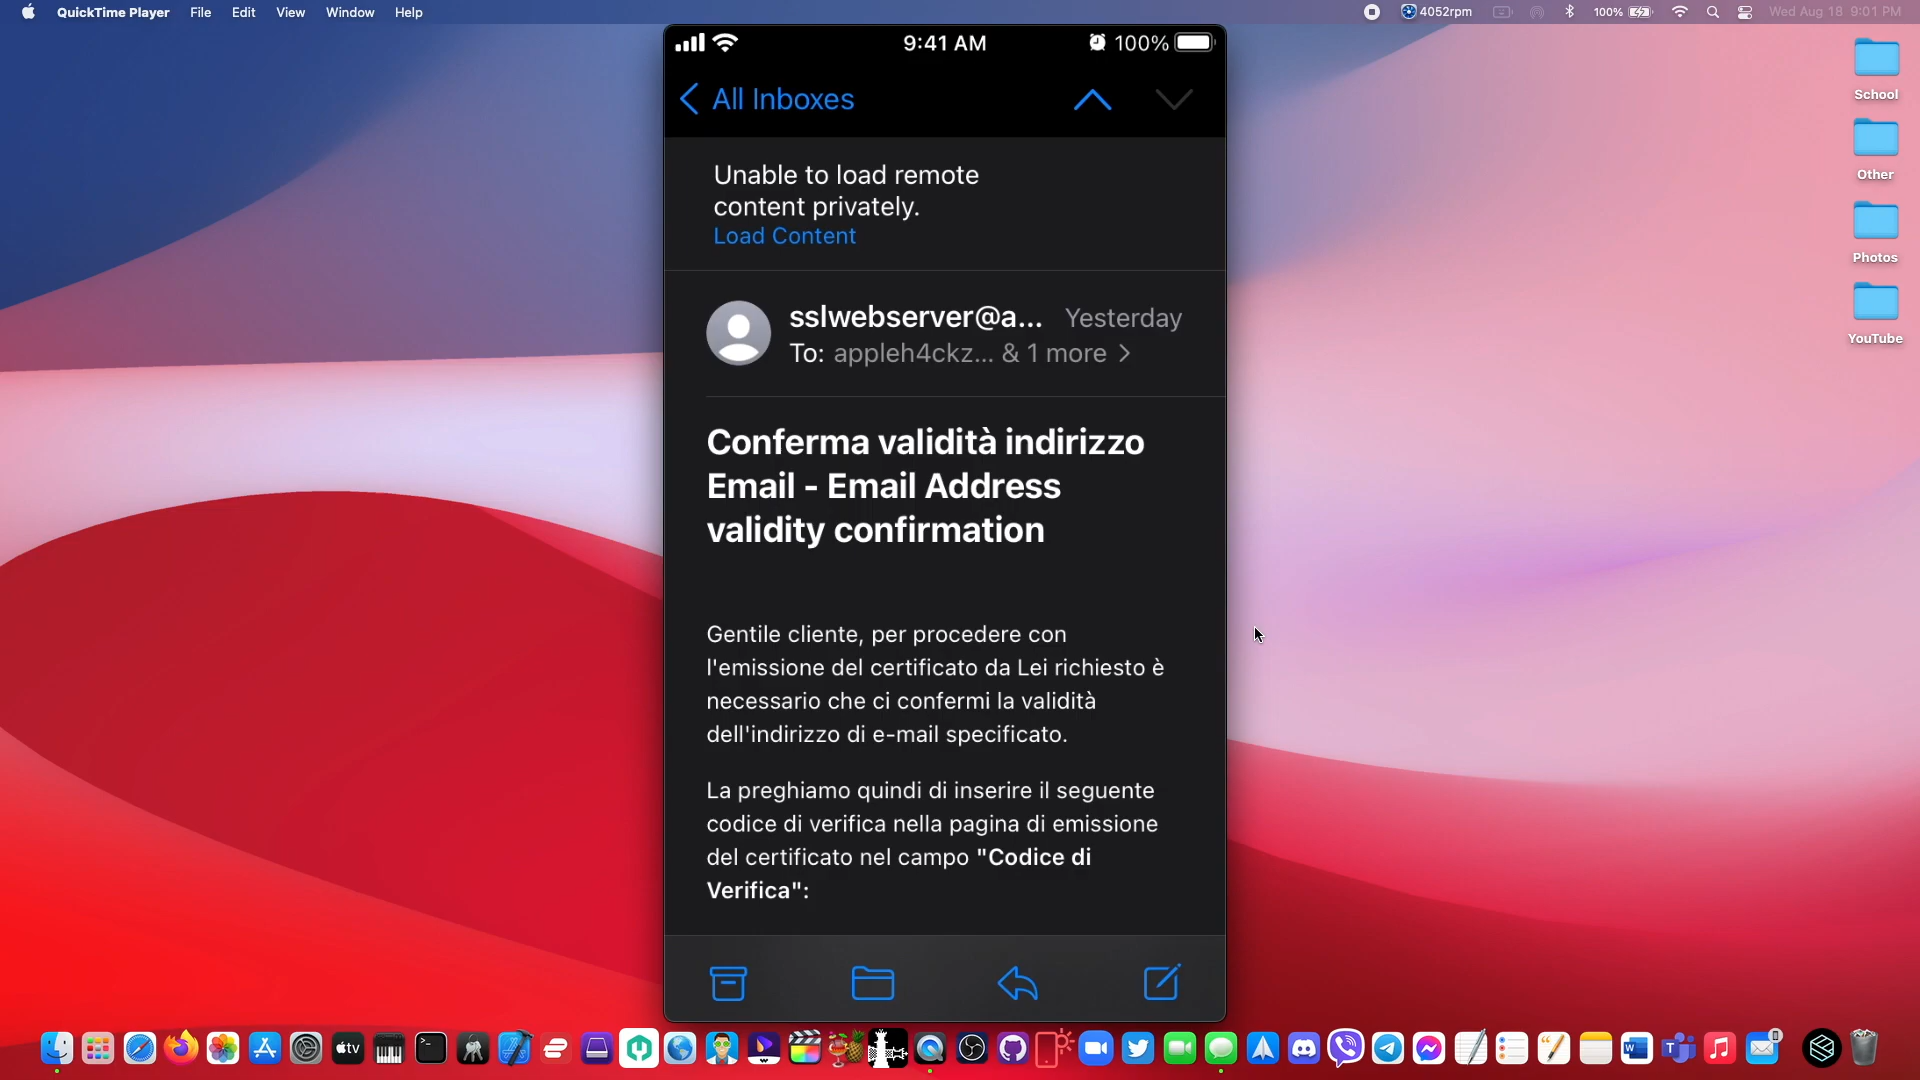 QuickTime Player File Edit View Window Help
4052rpm 100% Wed Aug 18 9:01 PM
9:41 AM 100%
All Inboxes
Unable to load remote
content privately.
Load Content
sslwebserver@a... Yesterday
To: appleh4ckz... & 1 more >
Conferma validità indirizzo
Email - Email Address
validity confirmation
Gentile cliente, per procedere con
l'emissione del certificato da Lei richiesto è
necessario che ci confermi la validità
dell'indirizzo di e-mail specificato.
La preghiamo quindi di inserire il seguente
codice di verifica nella pagina di emissione
del certificato nel campo "Codice di
Verifica":
School
Other
Photos
YouTube
tv